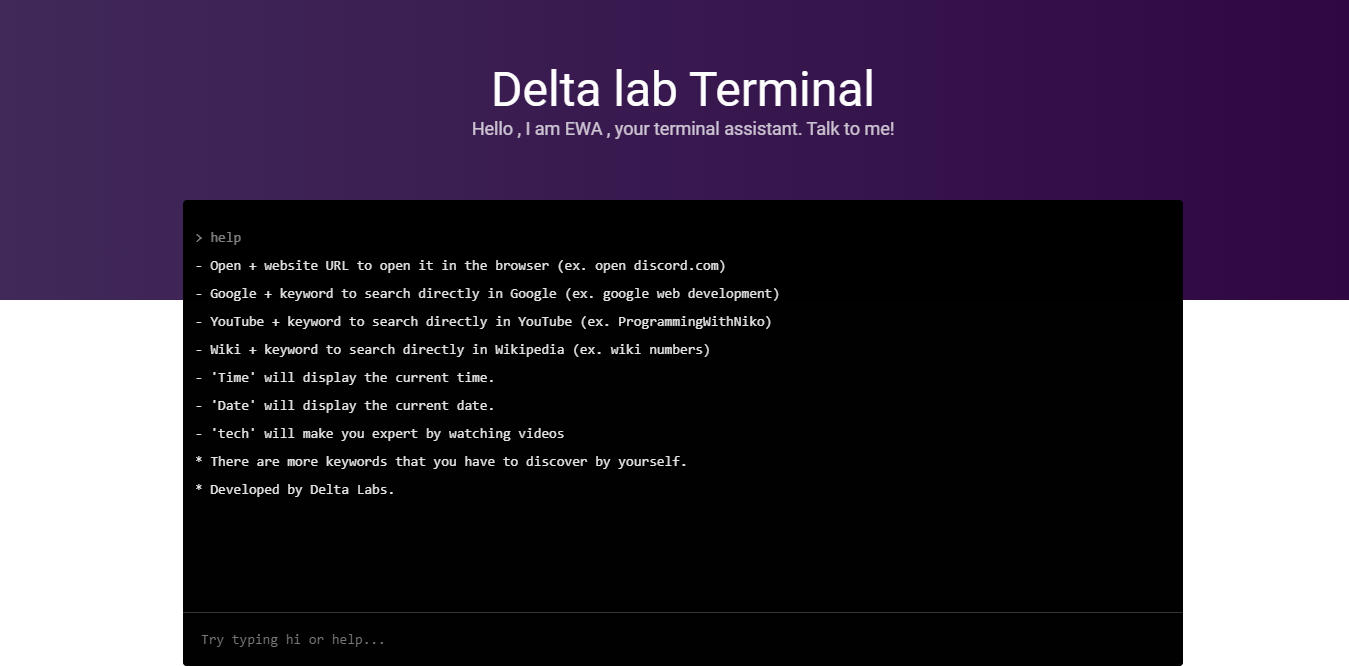 Delta lab Terminal
Hello , I am EWA , your terminal assistant. Talk to me!
> help
- Open + website URL to open it in the browser (ex. open discord.com)
- Google + keyword to search directly in Google (ex. google web development)
- YouTube + keyword to search directly in YouTube (ex. ProgrammingWithNiko)
- Wiki + keyword to search directly in Wikipedia (ex. wiki numbers)
- 'Time' will display the current time.
- 'Date' will display the current date.
- 'tech' will make you expert by watching videos
* There are more keywords that you have to discover by yourself.
* Developed by Delta Labs.
Try typing hi or help...